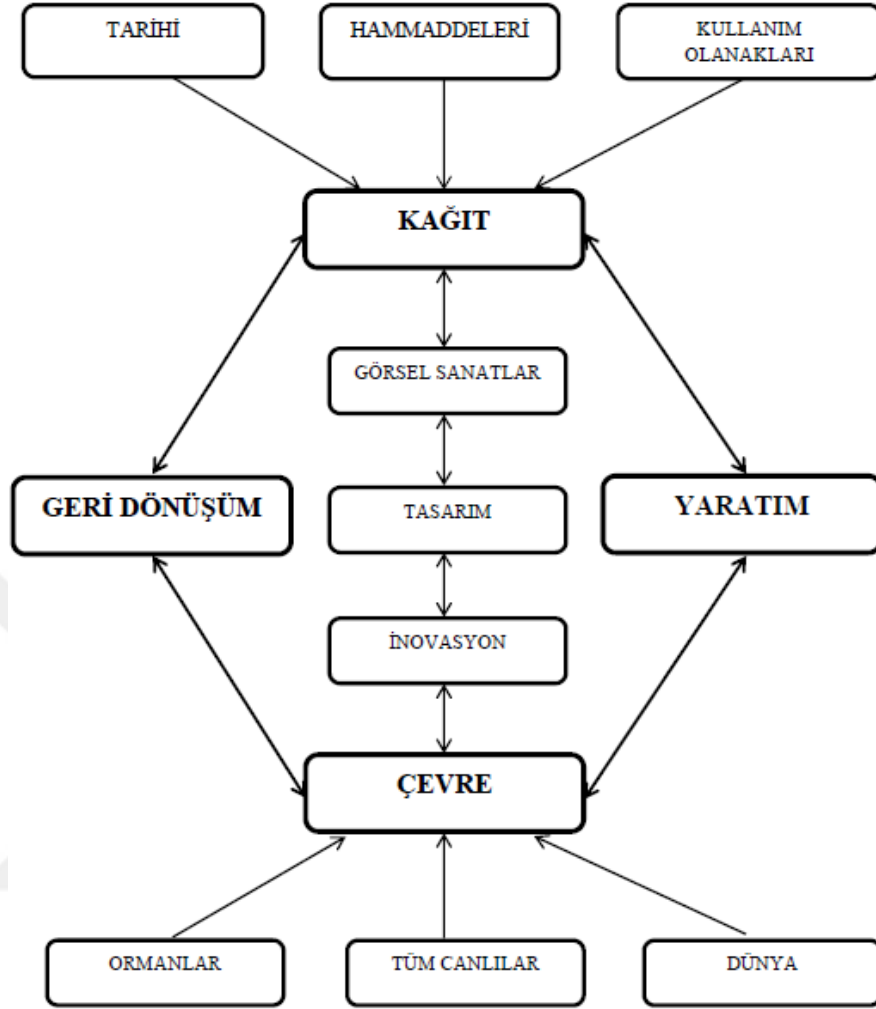 TARİHİ
HAMMADDELERİ
KULLANIM
OLANAKLARI
KAĞIT
GÖRSEL SANATLAR
GERİ DÖNÜŞÜM
TASARIM
YARATIM
İNOVASYON
ÇEVRE
ORMANLAR
TÜM CANLILAR
DÜNYA